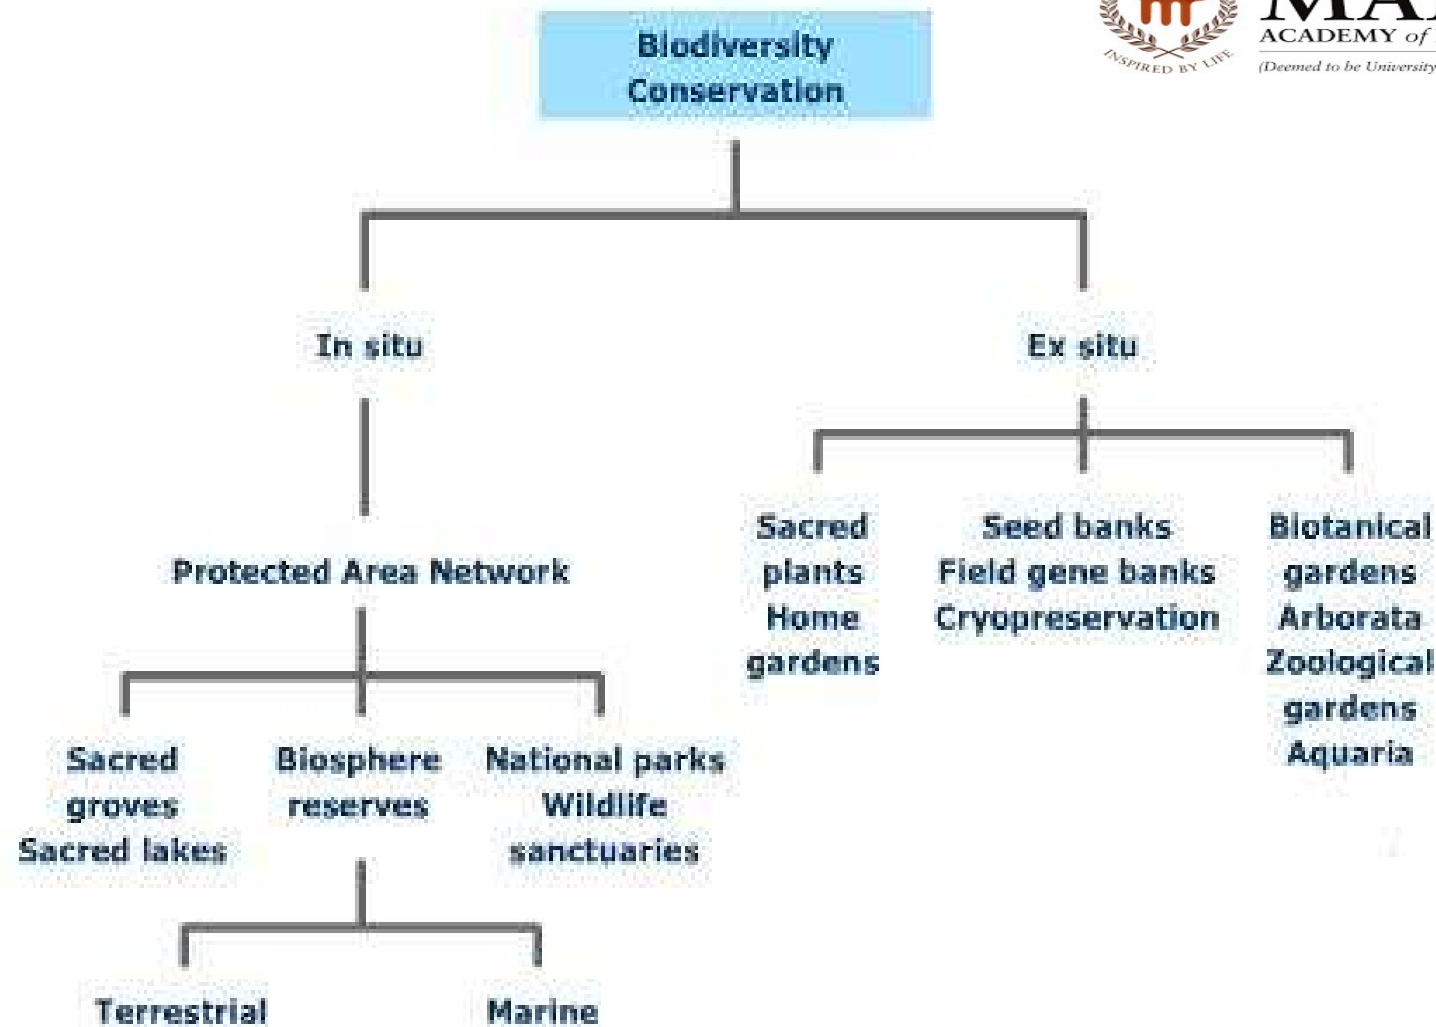 INSPIRED BY LIFE
ACADEMY of
(Deemed to be University
Biodiversity
Conservation
In situ
Ex situ
Protected Area Network
Sacred
plants
Home
gardens
Seed banks
Field gene banks
Cryopreservation
Biotanical
gardens
Arborata
Zoological
gardens
Aquaria
Sacred
groves
Sacred lakes
Biosphere
reserves
National parks
Wildlife
sanctuaries
Terrestrial
Marine